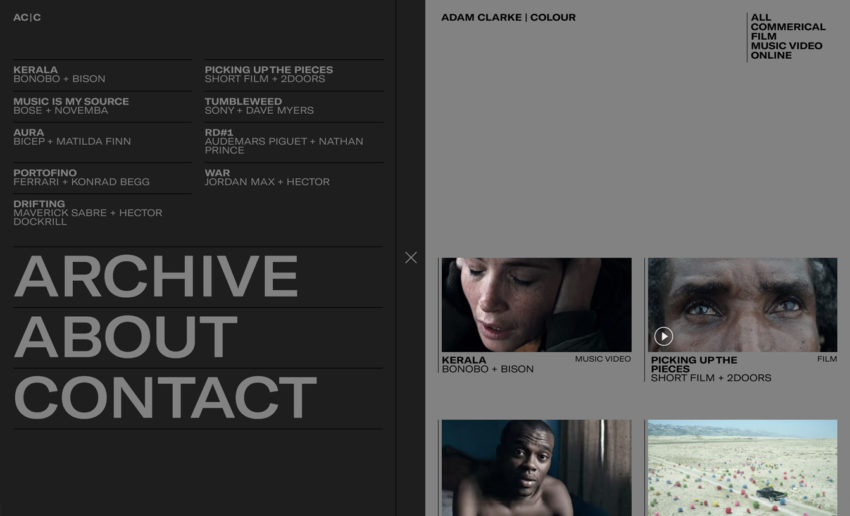 AC|C
KERALA
BONOBO + BISON
PICKING UP THE PIECES
SHORT FILM + 2DOORS
MUSIC IS MY SOURCE
BOSE + NOVEMBA
TUMBLEWEED
SONY + DAVE MYERS
AURA
BICEP + MATILDA FINN
RD#1
AUDEMARS PIGUET + NATHAN
PRINCE
PORTOFINO
FERRARI + KONRAD BEGG
WAR
JORDAN MAX + HECTOR
DRIFTING
MAVERICK SABRE + HECTOR
DOCKRILL
ARCHIVE
ABOUT
CONTACT
ADAM CLARKE | COLOUR
ALL
COMMERICAL
FILM
MUSIC VIDEO
ONLINE
KERALA
BONOBO + BISON
MUSIC VIDEO
PICKING UP THE
PIECES
SHORT FILM + 2DOORS
FILM